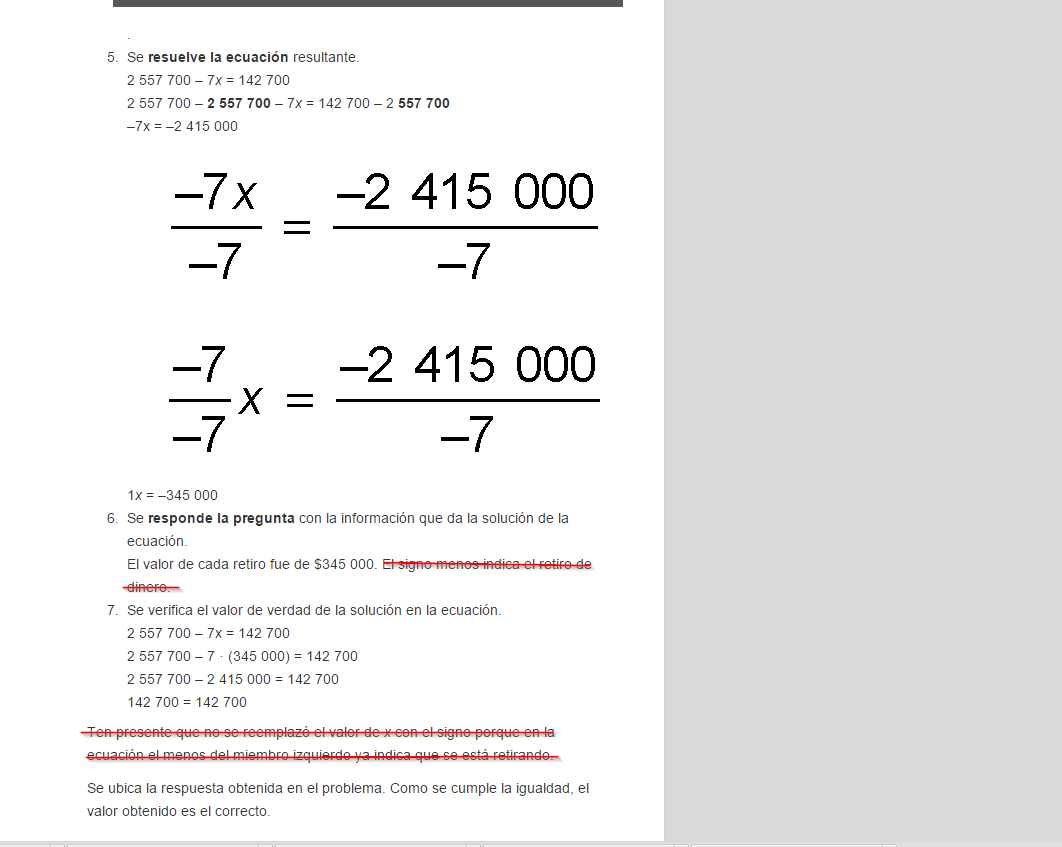 .
5. Se resuelve la ecuación resultante.
2 557 700 – 7x = 142 700
2 557 700 – 2 557 700 – 7x = 142 700 – 2 557 700
–7x = –2 415 000
–7x / –7 = –2 415 000 / –7
–7 / –7 x = –2 415 000 / –7
1x = –345 000
6. Se responde la pregunta con la información que da la solución de la
ecuación.
El valor de cada retiro fue de $345 000. El signo menos indica el retiro de
dinero.
7. Se verifica el valor de verdad de la solución en la ecuación.
2 557 700 – 7x = 142 700
2 557 700 – 7 · (345 000) = 142 700
2 557 700 – 2 415 000 = 142 700
142 700 = 142 700
Ten presente que no se reemplazó el valor de x con el signo porque en la
ecuación el menos del miembro izquierdo ya indica que se está retirando.
Se ubica la respuesta obtenida en el problema. Como se cumple la igualdad, el
valor obtenido es el correcto.